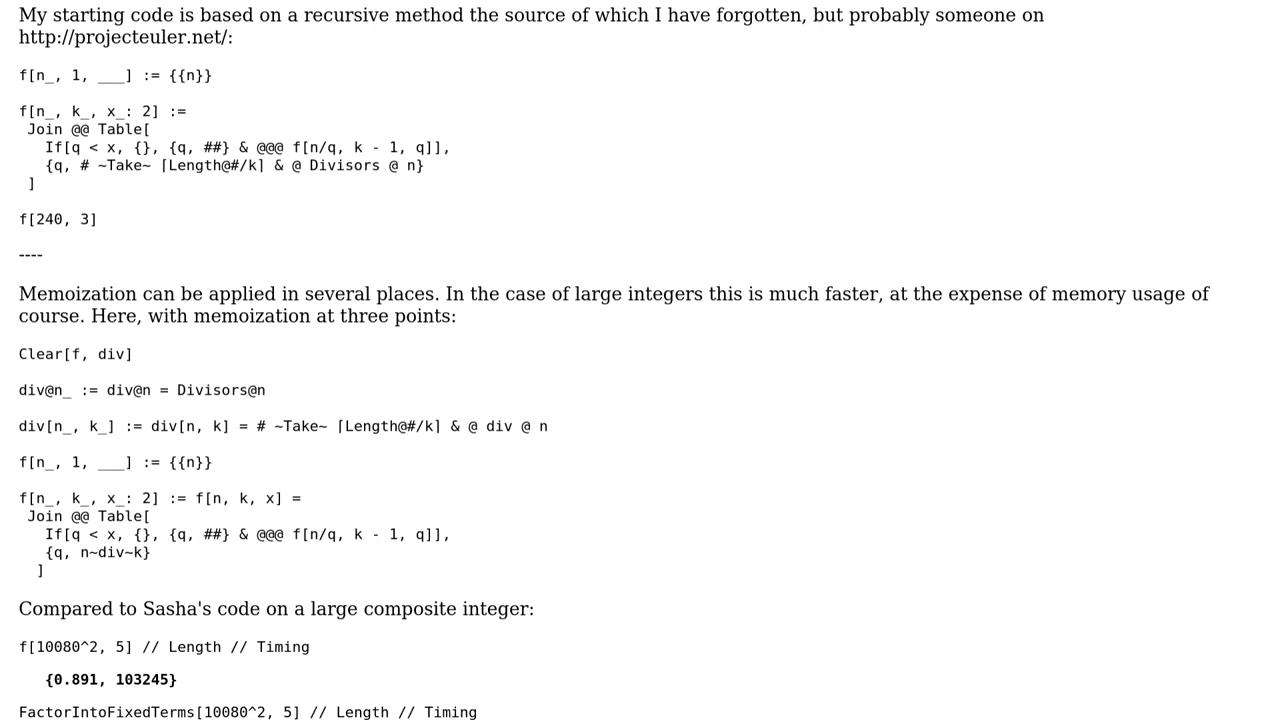 My starting code is based on a recursive method the source of which I have forgotten, but probably someone on
http://projecteuler.net/:
f[n_, 1, ___] := {{n}}
f[n_, k_, x_: 2] :=
 Join @@ Table[
   If[q < x, {}, {q, ##} & @@@ f[n/q, k - 1, q]],
   {q, # ~Take~ ⌈Length@#/k⌉ & @ Divisors @ n}
 ]
f[240, 3]
----
Memoization can be applied in several places. In the case of large integers this is much faster, at the expense of memory usage of
course. Here, with memoization at three points:
Clear[f, div]
div@n_ := div@n = Divisors@n
div[n_, k_] := div[n, k] = # ~Take~ ⌈Length@#/k⌉ & @ div @ n
f[n_, 1, ___] := {{n}}
f[n_, k_, x_: 2] := f[n, k, x] =
 Join @@ Table[
   If[q < x, {}, {q, ##} & @@@ f[n/q, k - 1, q]],
   {q, n~div~k}
  ]
Compared to Sasha's code on a large composite integer:
f[10080^2, 5] // Length // Timing
   {0.891, 103245}
FactorIntoFixedTerms[10080^2, 5] // Length // Timing